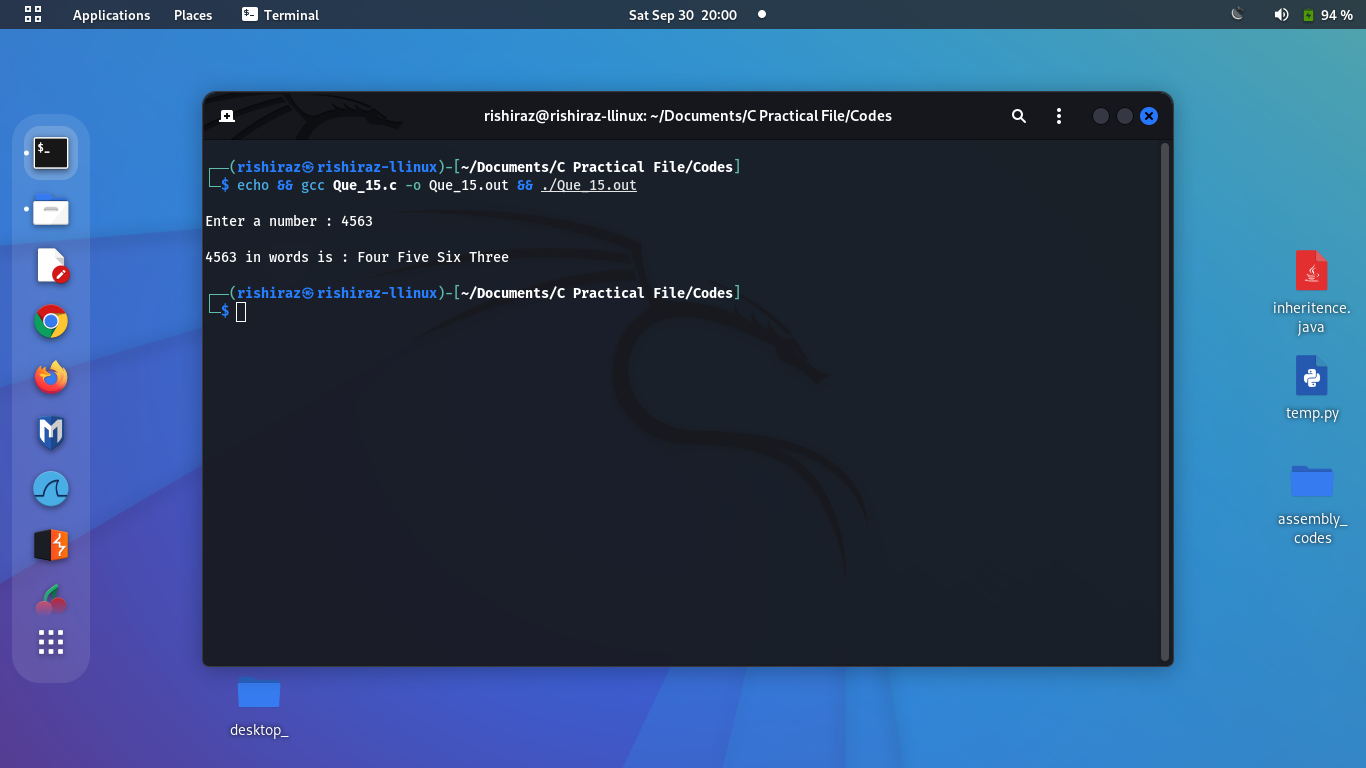 Applications Places Terminal Sat Sep 30 20:00 94 %
rishiraz@rishiraz-llinux: ~/Documents/C Practical File/Codes
┌──(rishiraz㉿rishiraz-llinux)-[~/Documents/C Practical File/Codes]
└─$ echo && gcc Que_15.c -o Que_15.out && ./Que_15.out
Enter a number : 4563
4563 in words is : Four Five Six Three
┌──(rishiraz㉿rishiraz-llinux)-[~/Documents/C Practical File/Codes]
└─$
inheritence.
java
temp.py
assembly_
codes
desktop_